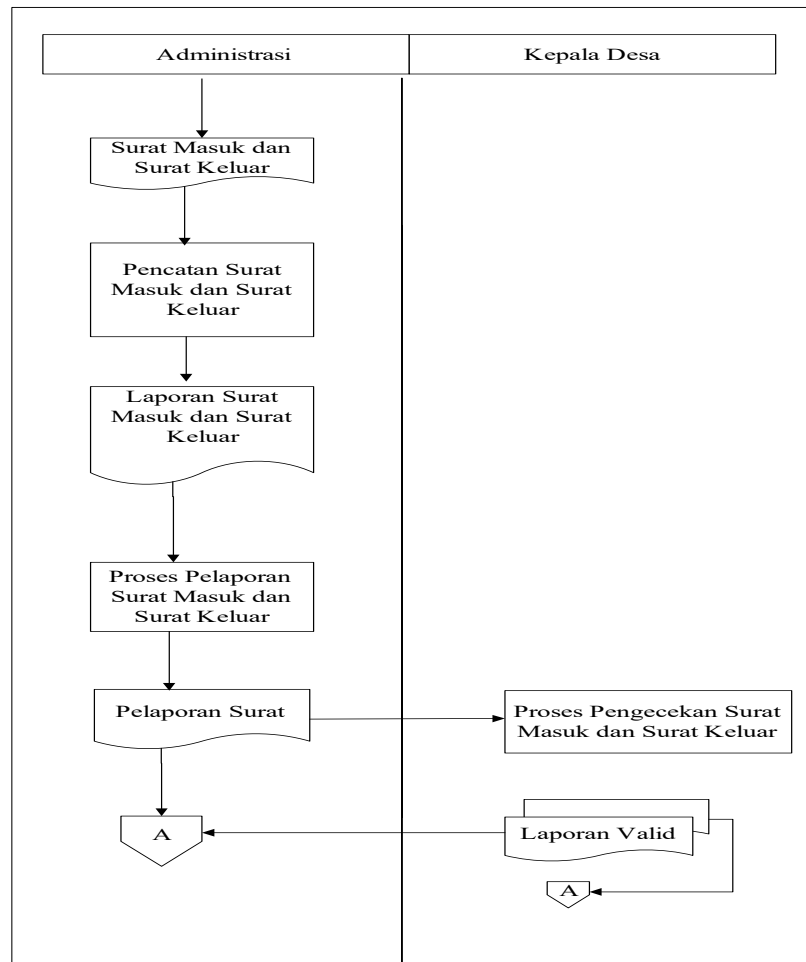 Administrasi
Kepala Desa
Surat Masuk dan
Surat Keluar
Pencatan Surat
Masuk dan Surat
Keluar
Laporan Surat
Masuk dan Surat
Keluar
Proses Pelaporan
Surat Masuk dan
Surat Keluar
Pelaporan Surat
Proses Pengecekan Surat
Masuk dan Surat Keluar
A
Laporan Valid
A